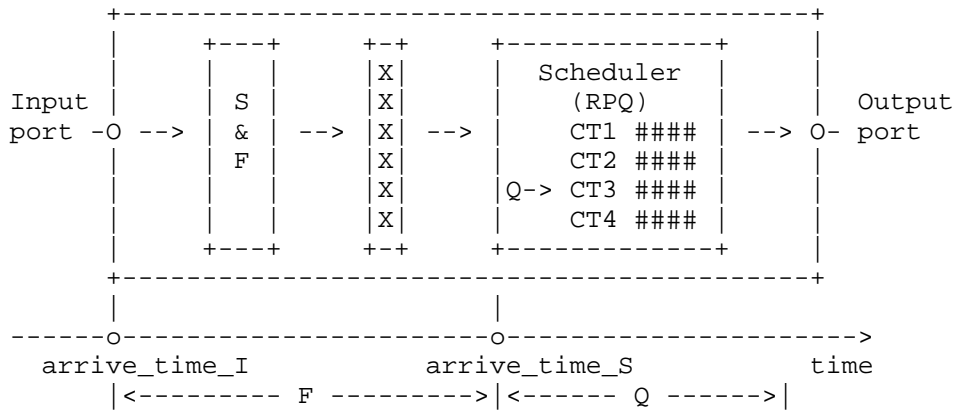 +---------------------------------------------+
|     +---+     +-+     +--------------+      |
|     |   |     |X|     |  Scheduler   |      |
Input |     | S |     |X|     |    (RPQ)     |      | Output
port -O --> | & | --> |X| --> |    CT1 ####  | --> O- port
|     | F |     |X|     |    CT2 ####  |      |
|     |   |     |X|     |Q-> CT3 ####  |      |
|     |   |     |X|     |    CT4 ####  |      |
+---+     +-+     +--------------+      |
+---------------------------------------------+
|                       |
------o-----------------------o---------------------->
arrive_time_I           arrive_time_S           time
|<--------- F --------->|<------ Q ------>|